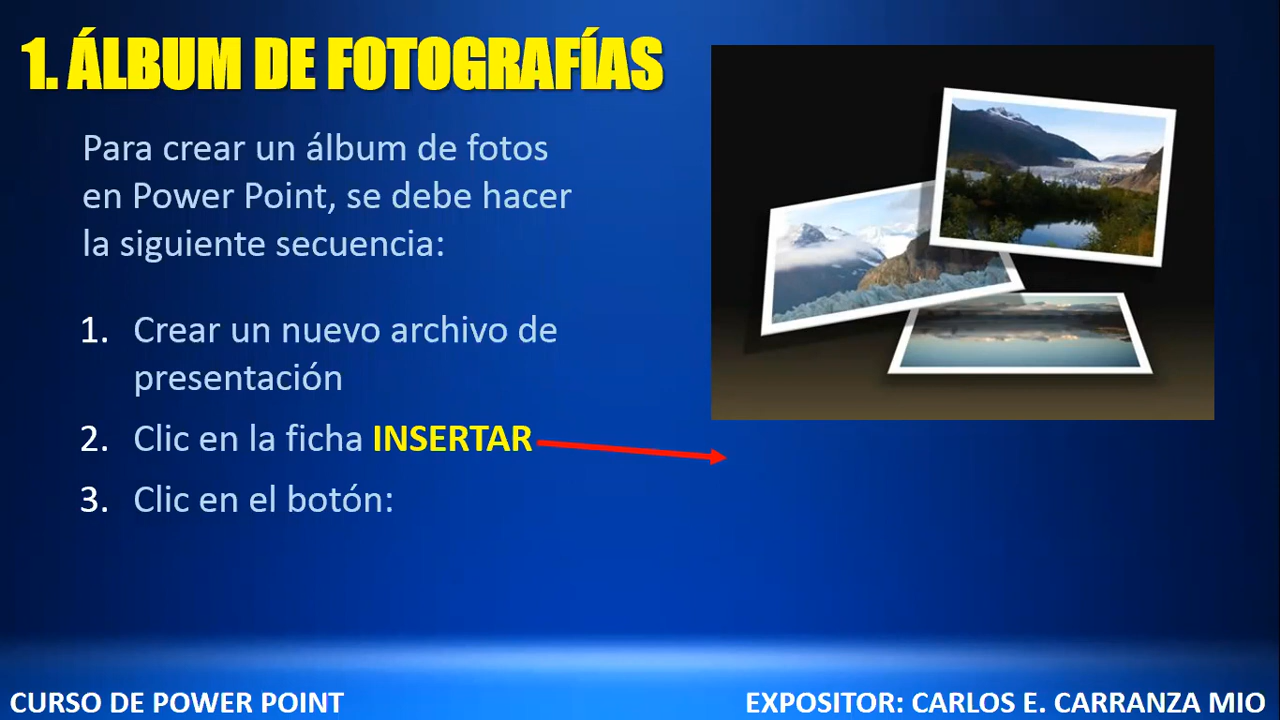 1. ÁLBUM DE FOTOGRAFÍAS
Para crear un álbum de fotos
en Power Point, se debe hacer
la siguiente secuencia:
1. Crear un nuevo archivo de
presentación
2. Clic en la ficha INSERTAR
3. Clic en el botón:
CURSO DE POWER POINT
EXPOSITOR: CARLOS E. CARRANZA MIO